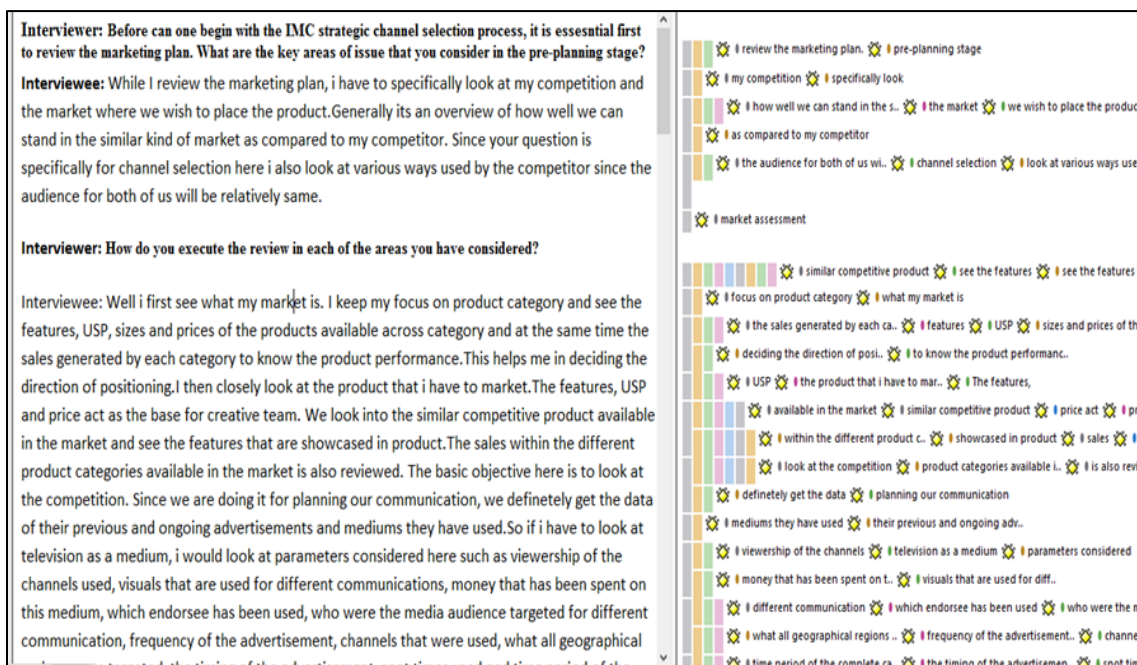 Interviewer: Before can one begin with the IMC strategic channel selection process, it is essesntial first
to review the marketing plan. What are the key areas of issue that you consider in the pre-planning stage?
Interviewee: While I review the marketing plan, i have to specifically look at my competition and
the market where we wish to place the product.Generally its an overview of how well we can
stand in the similar kind of market as compared to my competitor. Since your question is
specifically for channel selection here i also look at various ways used by the competitor since the
audience for both of us will be relatively same.
Interviewer: How do you execute the review in each of the areas you have considered?
Interviewee: Well i first see what my market is. I keep my focus on product category and see the
features, USP, sizes and prices of the products available across category and at the same time the
sales generated by each category to know the product performance.This helps me in deciding the
direction of positioning.I then closely look at the product that i have to market.The features, USP
and price act as the base for creative team. We look into the similar competitive product available
in the market and see the features that are showcased in product.The sales within the different
product categories available in the market is also reviewed. The basic objective here is to look at
the competition. Since we are doing it for planning our communication, we definetely get the data
of their previous and ongoing advertisements and mediums they have used.So if i have to look at
television as a medium, i would look at parameters considered here such as viewership of the
channels used, visuals that are used for different communications, money that has been spent on
this medium, which endorsee has been used, who were the media audience targeted for different
communication, frequency of the advertisement, channels that were used, what all geographical
review the marketing plan. pre-planning stage
my competition specifically look
how well we can stand in the s.. the market we wish to place the produc
as compared to my competitor
the audience for both of us wi.. channel selection look at various ways use
market assessment
similar competitive product see the features see the features
focus on product category what my market is
the sales generated by each ca.. features USP sizes and prices of th
deciding the direction of posi.. to know the product performanc..
USP the product that i have to mar.. The features,
available in the market similar competitive product price act pr
within the different product c.. showcased in product sales
look at the competition product categories available i.. is also revi
definetely get the data planning our communication
mediums they have used their previous and ongoing adv..
viewership of the channels television as a medium parameters considered
money that has been spent on t.. visuals that are used for diff..
different communication which endorsee has been used who were the m
what all geographical regions .. frequency of the advertisement.. channe
time period of the complete ca.. the timing of the advertisemen.. spot tim